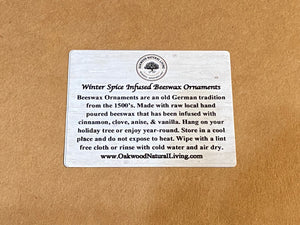 Winter Spice Infused Beeswax Ornaments
Beeswax Ornaments are an old German tradition
from the 1500's. Made with raw local hand
poured beeswax that has been infused with
cinnamon, clove, anise, & vanilla. Hang on your
holiday tree or enjoy year-round. Store in a cool
place and do not expose to heat. Wipe with a lint
free cloth or rinse with cold water and air dry.
www.OakwoodNaturalLiving.com